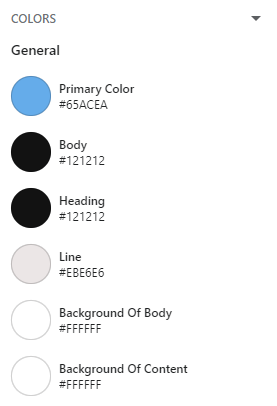 COLORS
General
Primary Color
#65ACEA
Body
#121212
Heading
#121212
Line
#EBE6E6
Background Of Body
#FFFFFF
Background Of Content
#FFFFFF